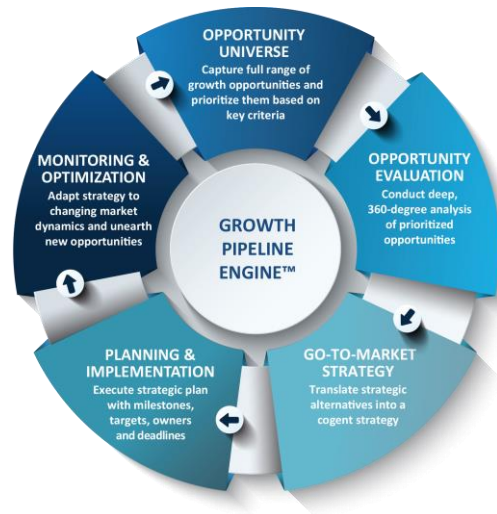 OPPORTUNITY
UNIVERSE
Capture full range of
growth opportunities and
prioritize them based on
key criteria
OPPORTUNITY
EVALUATION
Conduct deep,
360-degree analysis
of prioritized
opportunities
GO-TO-MARKET
STRATEGY
Translate strategic
alternatives into a
cogent strategy
PLANNING &
IMPLEMENTATION
Execute strategic plan
with milestones,
targets, owners
and deadlines
MONITORING &
OPTIMIZATION
Adapt strategy to
changing market
dynamics and unearth
new opportunities
GROWTH
PIPELINE
ENGINE™